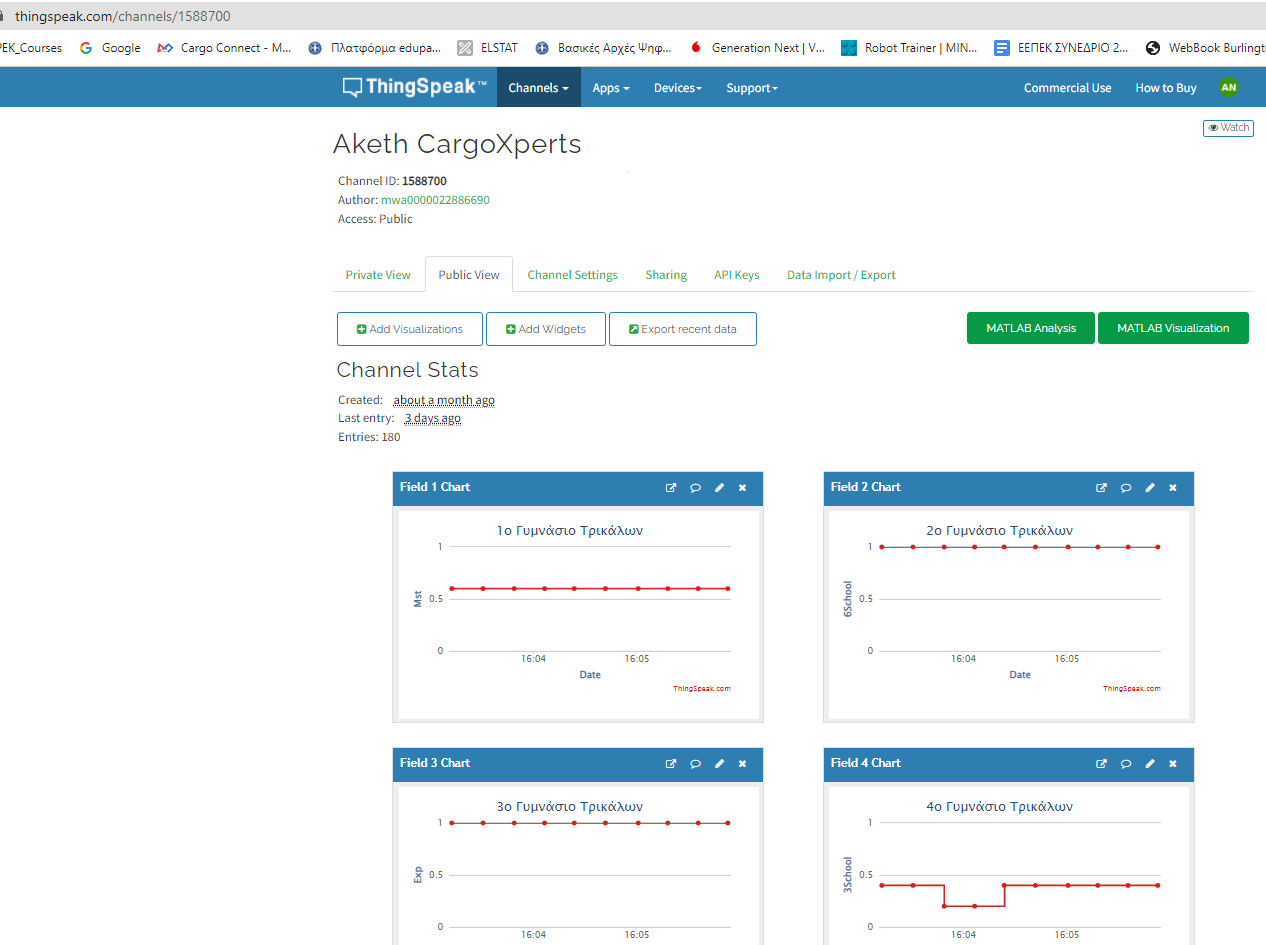 thingspeak.com/channels/1588700
PEK_Courses Google Cargo Connect - M... Πλατφόρμα edupa... ELSTAT Βασικές Αρχές Ψηφ... Generation Next | V... Robot Trainer | MIN... ΕΕΠΕΚ ΣΥΝΕΔΡΙΟ 2... WebBook Burlingt
ThingSpeak™ Channels Apps Devices Support Commercial Use How to Buy AN
Watch
Aketh CargoXperts
Channel ID: 1588700
Author: mwa0000022886690
Access: Public
Private View Public View Channel Settings Sharing API Keys Data Import / Export
Add Visualizations Add Widgets Export recent data MATLAB Analysis MATLAB Visualization
Channel Stats
Created: about a month ago
Last entry: 3 days ago
Entries: 180
Field 1 Chart
1ο Γυμνάσιο Τρικάλων
1
0.5
0
Mst
16:04 16:05
Date
ThingSpeak.com
Field 2 Chart
2ο Γυμνάσιο Τρικάλων
1
0.5
0
6School
16:04 16:05
Date
ThingSpeak.com
Field 3 Chart
3ο Γυμνάσιο Τρικάλων
1
0.5
0
Exp
16:04 16:05
Field 4 Chart
4ο Γυμνάσιο Τρικάλων
1
0.5
0
3School
16:04 16:05